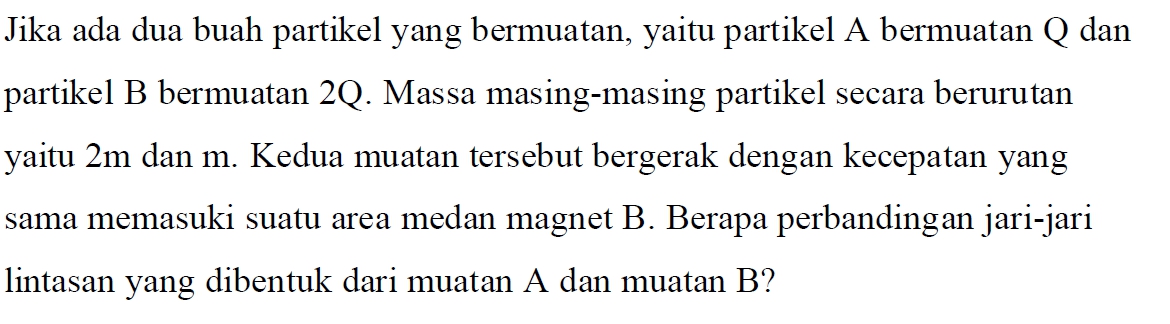 Jika ada dua buah partikel yang bermuatan, yaitu partikel A bermuatan Q dan
partikel B bermuatan 2Q. Massa masing-masing partikel secara berurutan
yaitu 2m dan m. Kedua muatan tersebut bergerak dengan kecepatan yang
sama memasuki suatu area medan magnet B. Berapa perbandingan jari-jari
lintasan yang dibentuk dari muatan A dan muatan B?